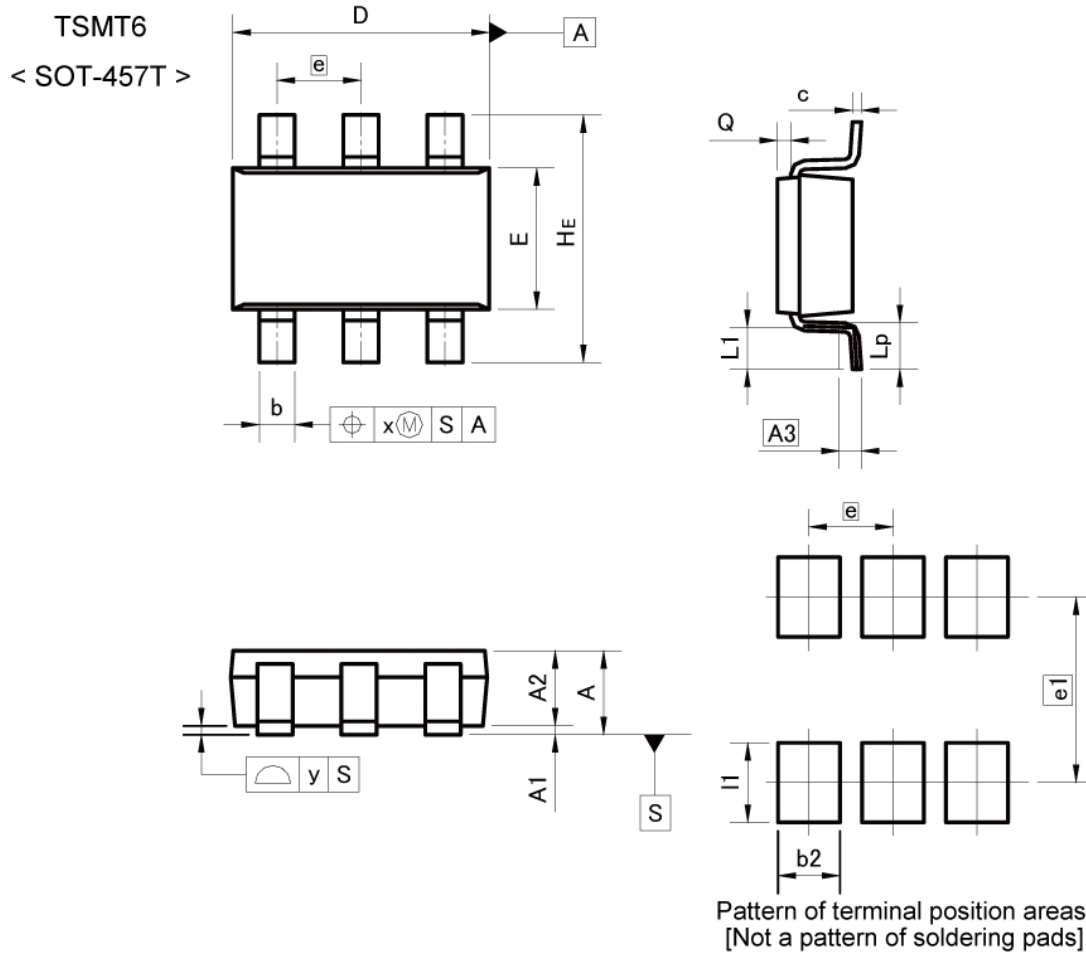 TSMT6
< SOT-457T >
D
A
e
E
HE
b
x Ⓜ S A
c
Q
L1
Lp
A3
A2
A
A1
y S
S
e
e1
l1
b2
Pattern of terminal position areas
[Not a pattern of soldering pads]